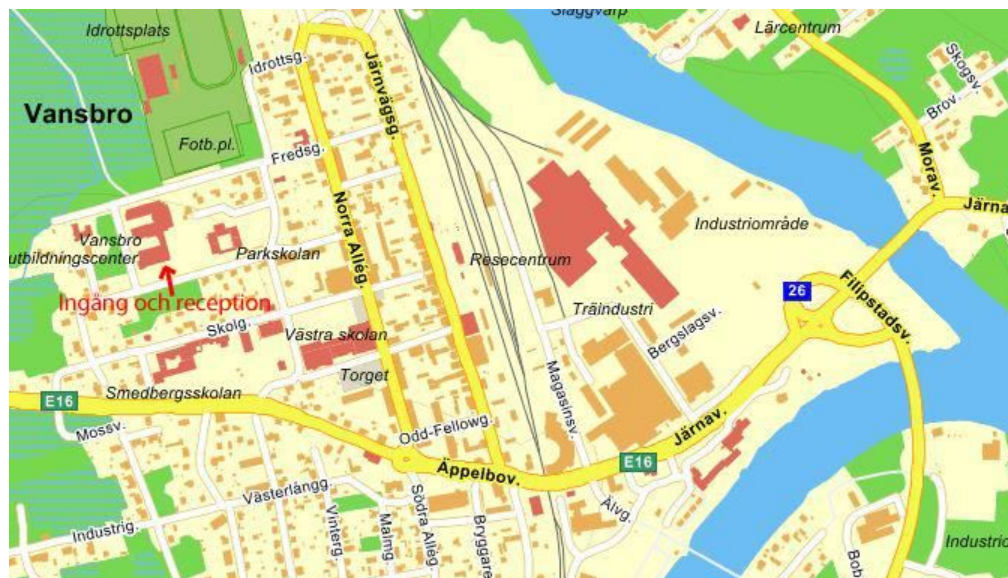 Slaggvarp
Idrottsplats
Lärcentrum
Idrottsg.
Järnvägsg.
Skogsv.
Vansbro
Brov.
Fotb.pl.
Fredsg.
Morav.
Järna
Norra Allég.
Vansbro
utbildningscenter
Parkskolan
Resecentrum
Industriområde
Ingång och reception
26
Filipstadsv.
Träindustri
Skolg.
Västra skolan
Bergslagsv.
Torget
Magasinsv.
Smedbergsskolan
E16
Mossv.
Odd-Fellowg.
Järnav.
E16
Äppelbov.
Västerlångg.
Industrig.
Vinterg.
Malmg.
Södra Allég.
Bryggare
Älvg.
Bob
Industrio